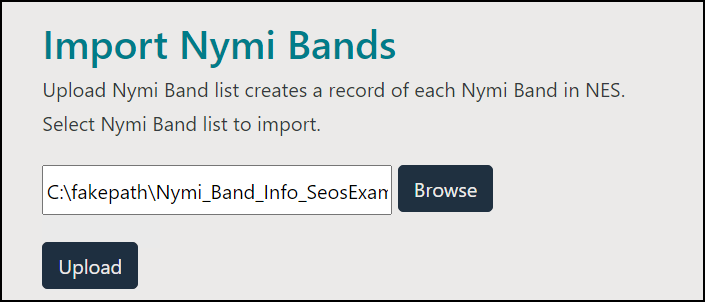 Import Nymi Bands
Upload Nymi Band list creates a record of each Nymi Band in NES.
Select Nymi Band list to import.
C:\fakepath\Nymi_Band_Info_SeosExam
Browse
Upload